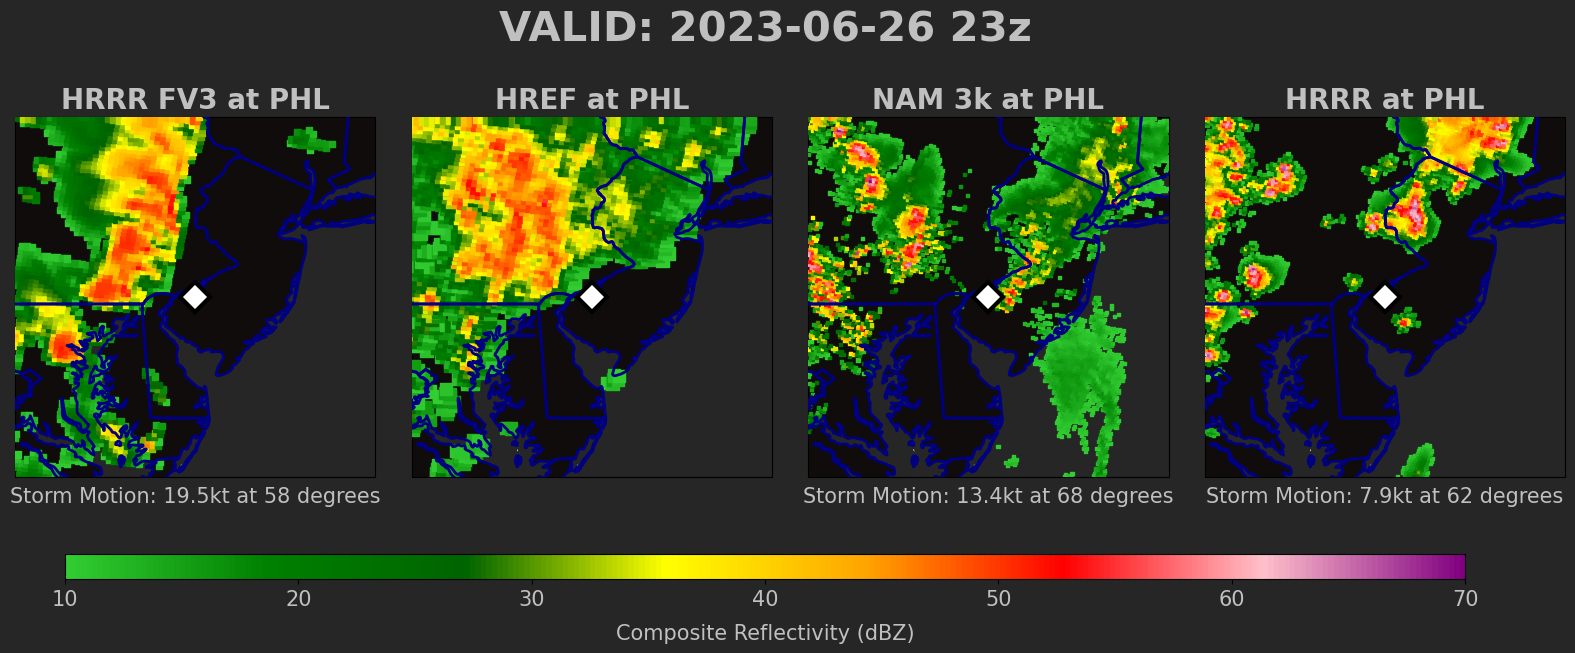 VALID: 2023-06-26 23z
HRRR FV3 at PHL
HREF at PHL
NAM 3k at PHL
HRRR at PHL
Storm Motion: 19.5kt at 58 degrees
Storm Motion: 13.4kt at 68 degrees
Storm Motion: 7.9kt at 62 degrees
10 20 30 40 50 60 70
Composite Reflectivity (dBZ)